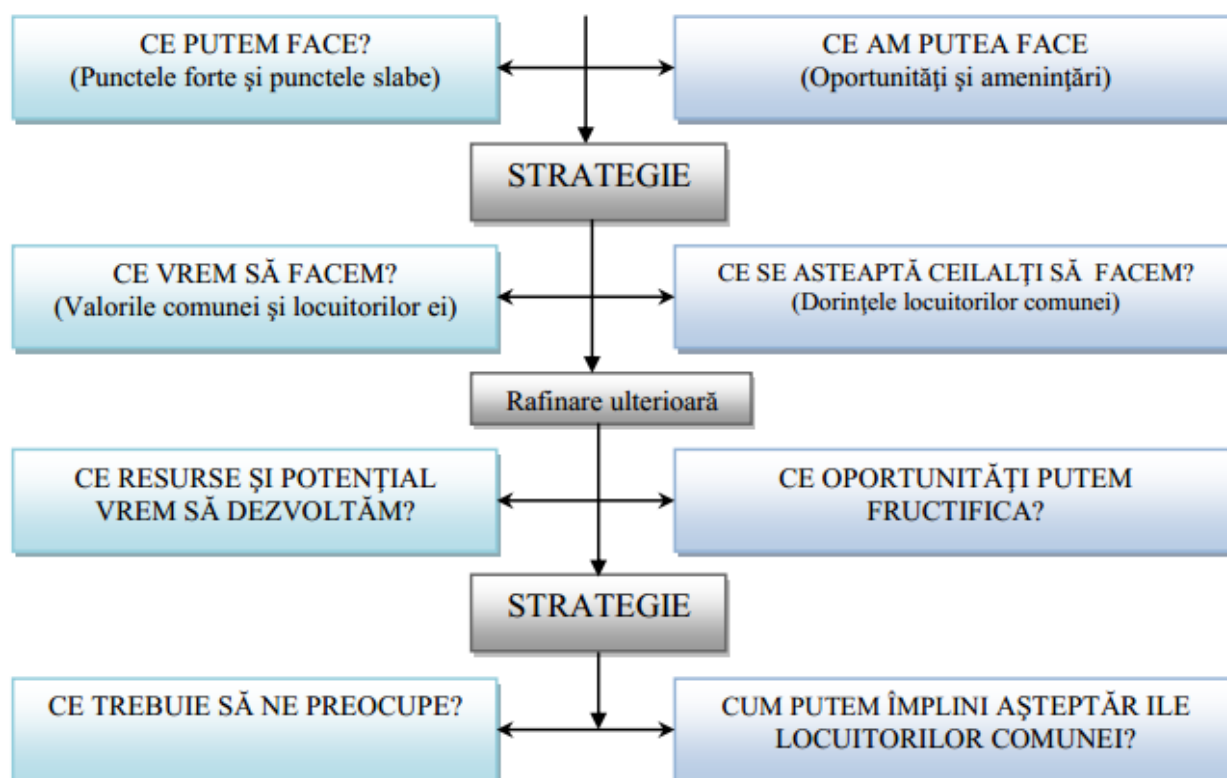 CE PUTEM FACE?
(Punctele forte şi punctele slabe)
CE AM PUTEA FACE
(Oportunităţi şi ameninţări)
STRATEGIE
CE VREM SĂ FACEM?
(Valorile comunei şi locuitorilor ei)
CE SE ASTEAPTĂ CEILALŢI SĂ FACEM?
(Dorinţele locuitorilor comunei)
Rafinare ulterioară
CE RESURSE ŞI POTENŢIAL
VREM SĂ DEZVOLTĂM?
CE OPORTUNITĂŢI PUTEM
FRUCTIFICA?
STRATEGIE
CE TREBUIE SĂ NE PREOCUPE?
CUM PUTEM ÎMPLINI AŞTEPTĂR ILE
LOCUITORILOR COMUNEI?